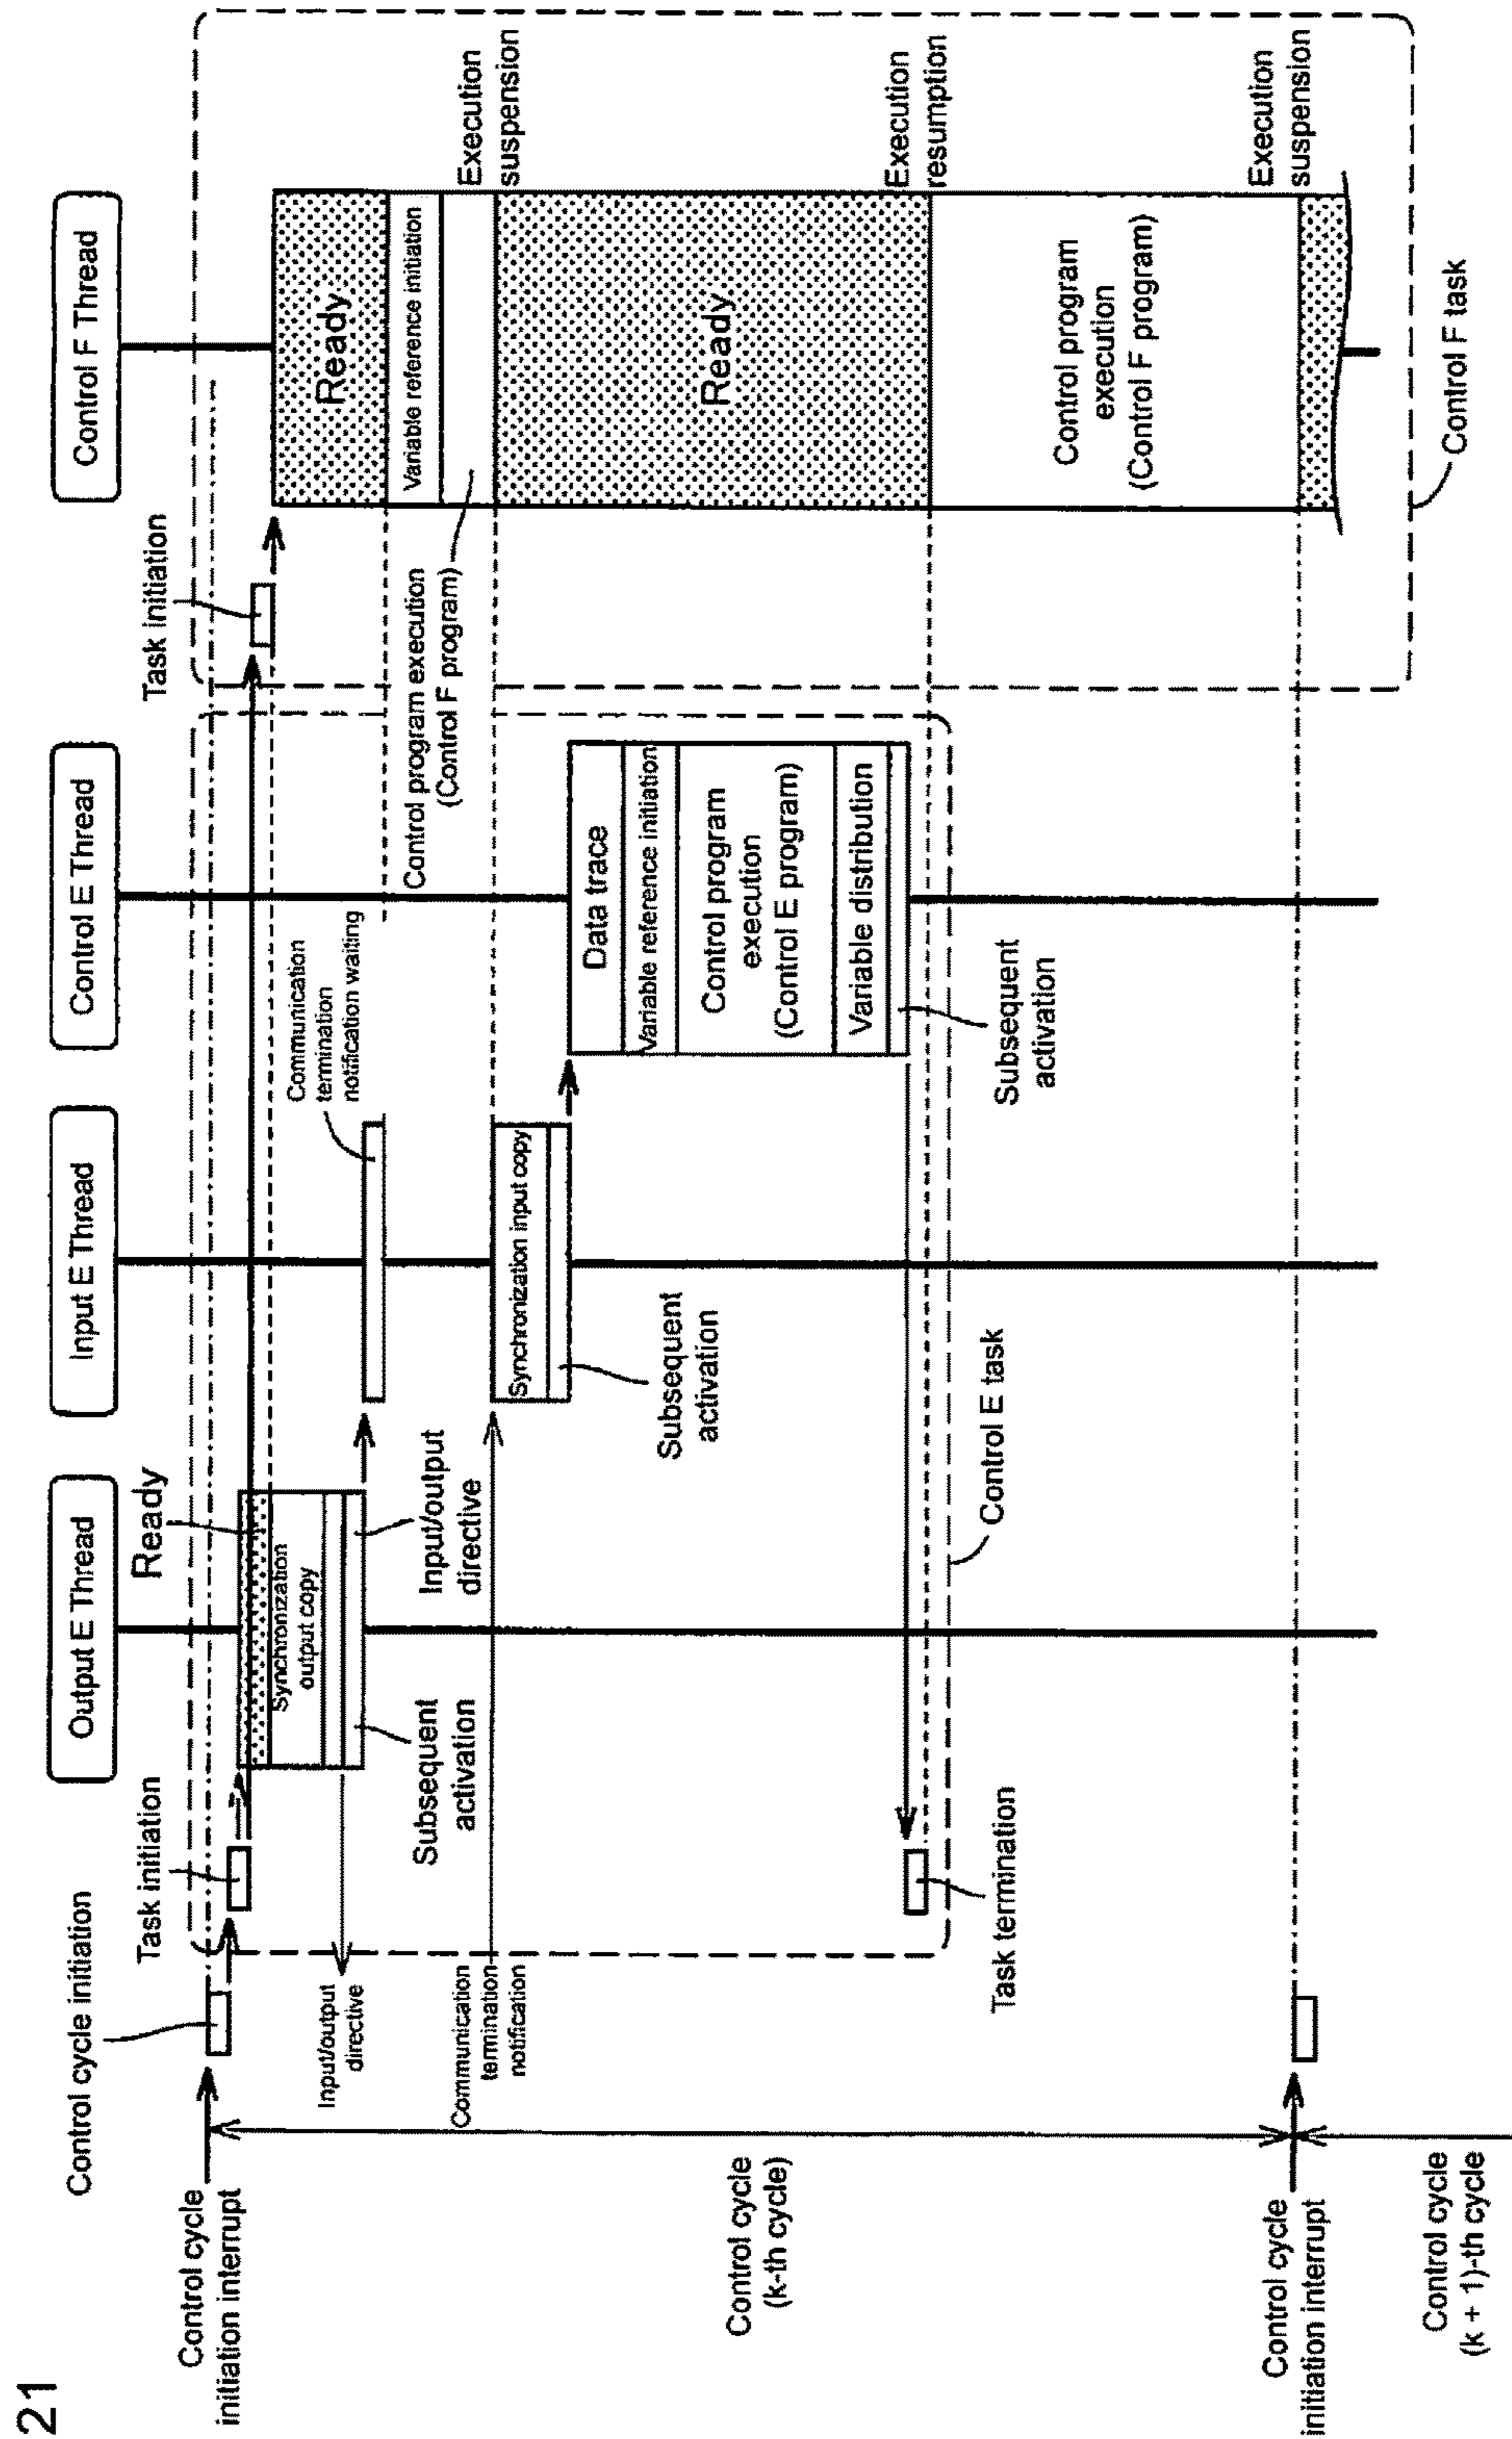 21
Output E Thread
Input E Thread
Control E Thread
Control F Thread
Control cycle initiation
Task initiation
Ready
Task initiation
Control cycle
initiation interrupt
Synchronization
output copy
Communication
termination
notification waiting
Ready
Variable reference initiation
Control program execution
(Control F program)
Execution
suspension
Input/output
directive
Subsequent
activation
Input/output
directive
Communication
termination
notification
Synchronization input copy
Subsequent
activation
Data trace
Variable reference initiation
Control program
execution
(Control E program)
Variable distribution
Subsequent
activation
Ready
Execution
resumption
Control cycle
(k-th cycle)
Task termination
Control E task
Control program
execution
(Control F program)
Execution
suspension
Control cycle
initiation interrupt
Control F task
Control cycle
(k + 1)-th cycle